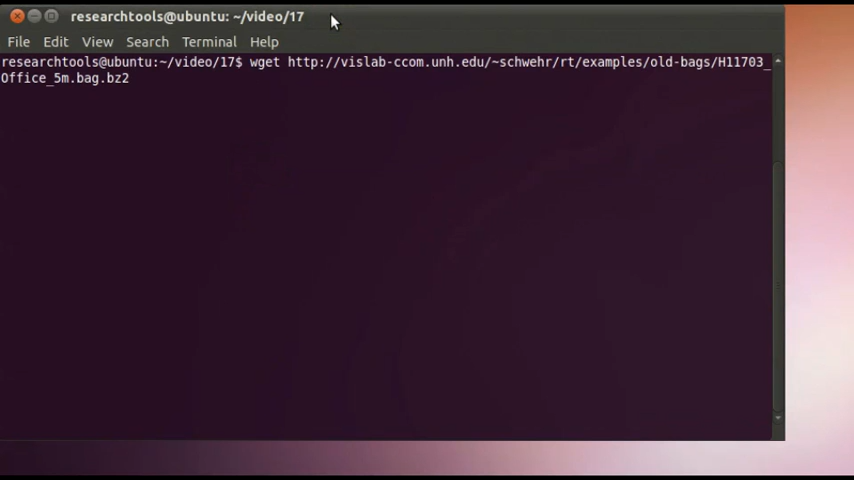 researchtools@ubuntu: ~/video/17
File Edit View Search Terminal Help
researchtools@ubuntu:~/video/17$ wget http://vislab-ccom.unh.edu/~schwehr/rt/examples/old-bags/H11703_
Office_5m.bag.bz2